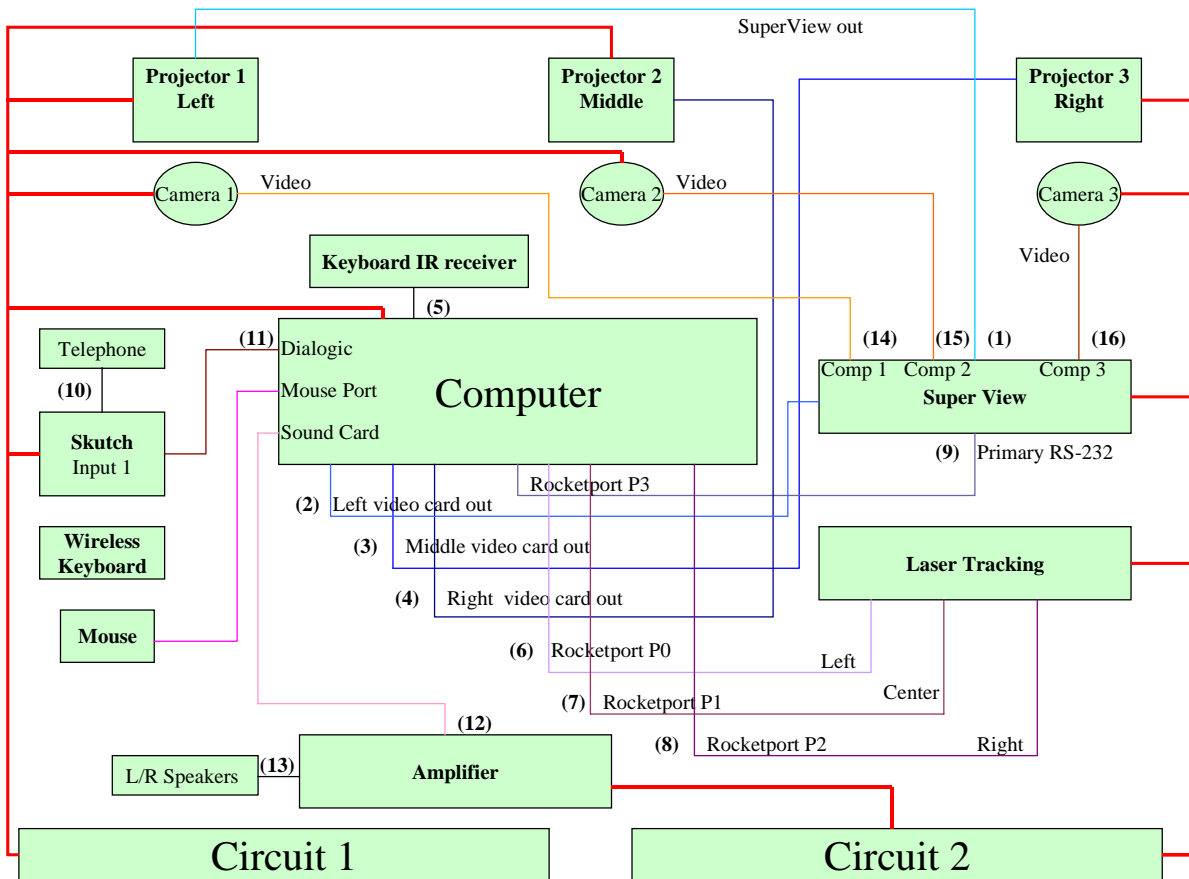 SuperView out
Projector 1
Left
Projector 2
Middle
Projector 3
Right
Camera 1
Video
Camera 2
Video
Camera 3
Video
Keyboard IR receiver
(5)
Telephone
(10)
(11)
Dialogic
Mouse Port
Sound Card
Computer
(14)
(15)
(1)
(16)
Comp 1
Comp 2
Comp 3
Super View
Skutch
Input 1
(9)
Primary RS-232
Rocketport P3
(2)
Left video card out
Wireless
Keyboard
(3)
Middle video card out
Laser Tracking
(4)
Right video card out
Mouse
(6)
Rocketport P0
Left
(7)
Rocketport P1
Center
(8)
Rocketport P2
Right
(12)
L/R Speakers
(13)
Amplifier
Circuit 1
Circuit 2